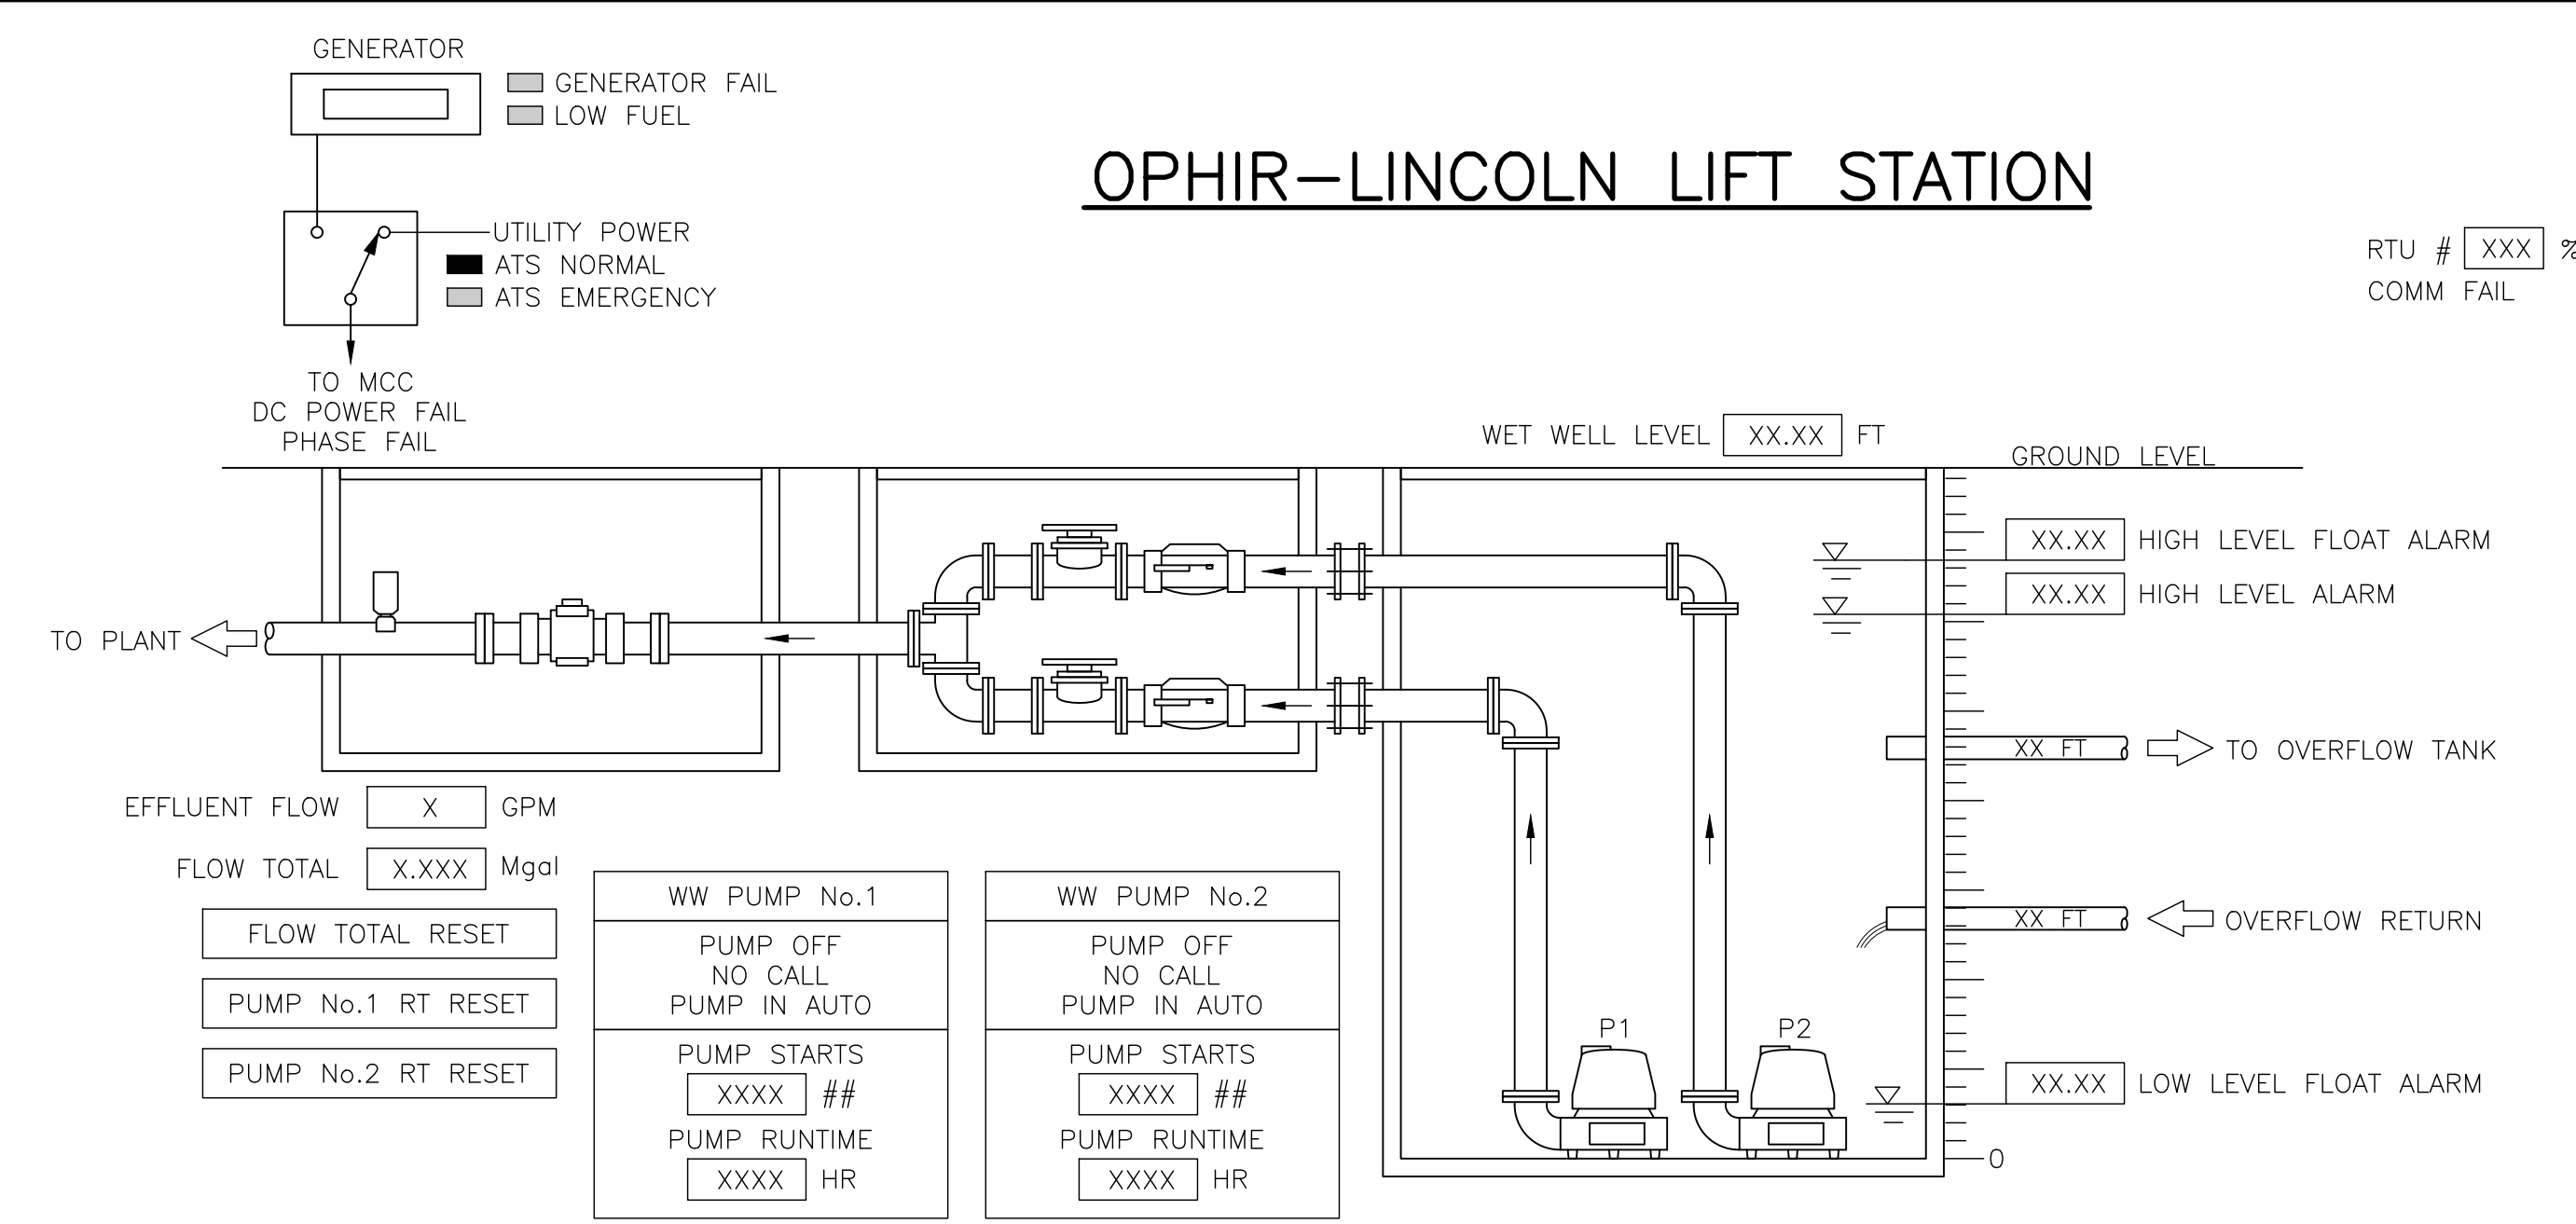 GENERATOR
GENERATOR FAIL
LOW FUEL
OPHIR-LINCOLN LIFT STATION
UTILITY POWER
ATS NORMAL
ATS EMERGENCY
RTU # XXX %
COMM FAIL
TO MCC
DC POWER FAIL
PHASE FAIL
WET WELL LEVEL XX.XX FT
GROUND LEVEL
XX.XX HIGH LEVEL FLOAT ALARM
XX.XX HIGH LEVEL ALARM
TO PLANT
XX FT TO OVERFLOW TANK
EFFLUENT FLOW X GPM
FLOW TOTAL X.XXX Mgal
FLOW TOTAL RESET
PUMP No.1 RT RESET
PUMP No.2 RT RESET
WW PUMP No.1
PUMP OFF
NO CALL
PUMP IN AUTO
PUMP STARTS
XXXX ##
PUMP RUNTIME
XXXX HR
WW PUMP No.2
PUMP OFF
NO CALL
PUMP IN AUTO
PUMP STARTS
XXXX ##
PUMP RUNTIME
XXXX HR
XX FT OVERFLOW RETURN
P1
P2
XX.XX LOW LEVEL FLOAT ALARM
0